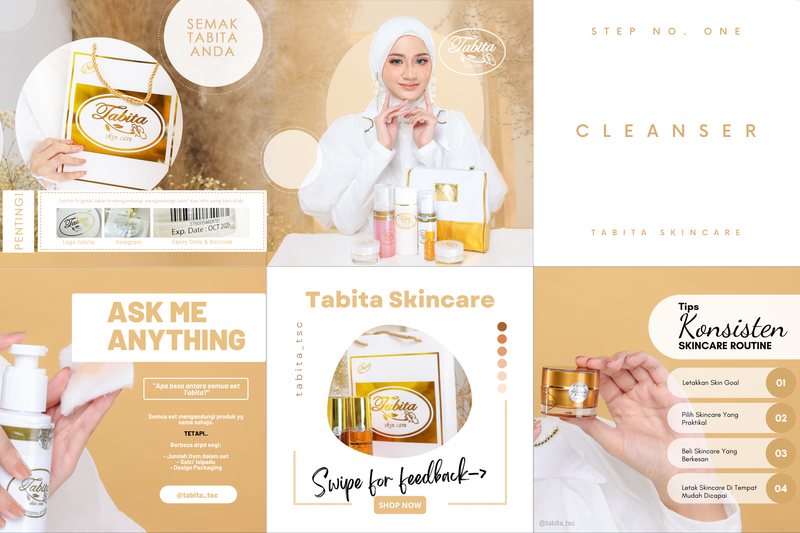 SEMAK
TABITA
ANDA
Tabita
skin care
PENTING!
Logo Tabita
Hologram
Exp. Date : OCT 2025
Expiry Date & Barcode
Tabita
STEP NO. ONE
CLEANSER
TABITA SKINCARE
ASK ME
ANYTHING
"Apa beza antara semua set
Tabita?"
Semua set mengandungi produk yg
sama sahaja.
TETAPI..
Berbeza drpd segi:
- Jumlah item dalam set
- Saiz/ Isipadu
- Design Packaging
@tabita_tsc
Tabita
skin care
Tabita Skincare
tabita_tsc
Tabita
skin care
Swipe for feedback
SHOP NOW
Tips
Konsisten
SKINCARE ROUTINE
Letakkan Skin Goal 01
Pilih Skincare Yang
Praktikal 02
Beli Skincare Yang
Berkesan 03
Letak Skincare Di Tempat
Mudah Dicapai 04
@tabita_tsc